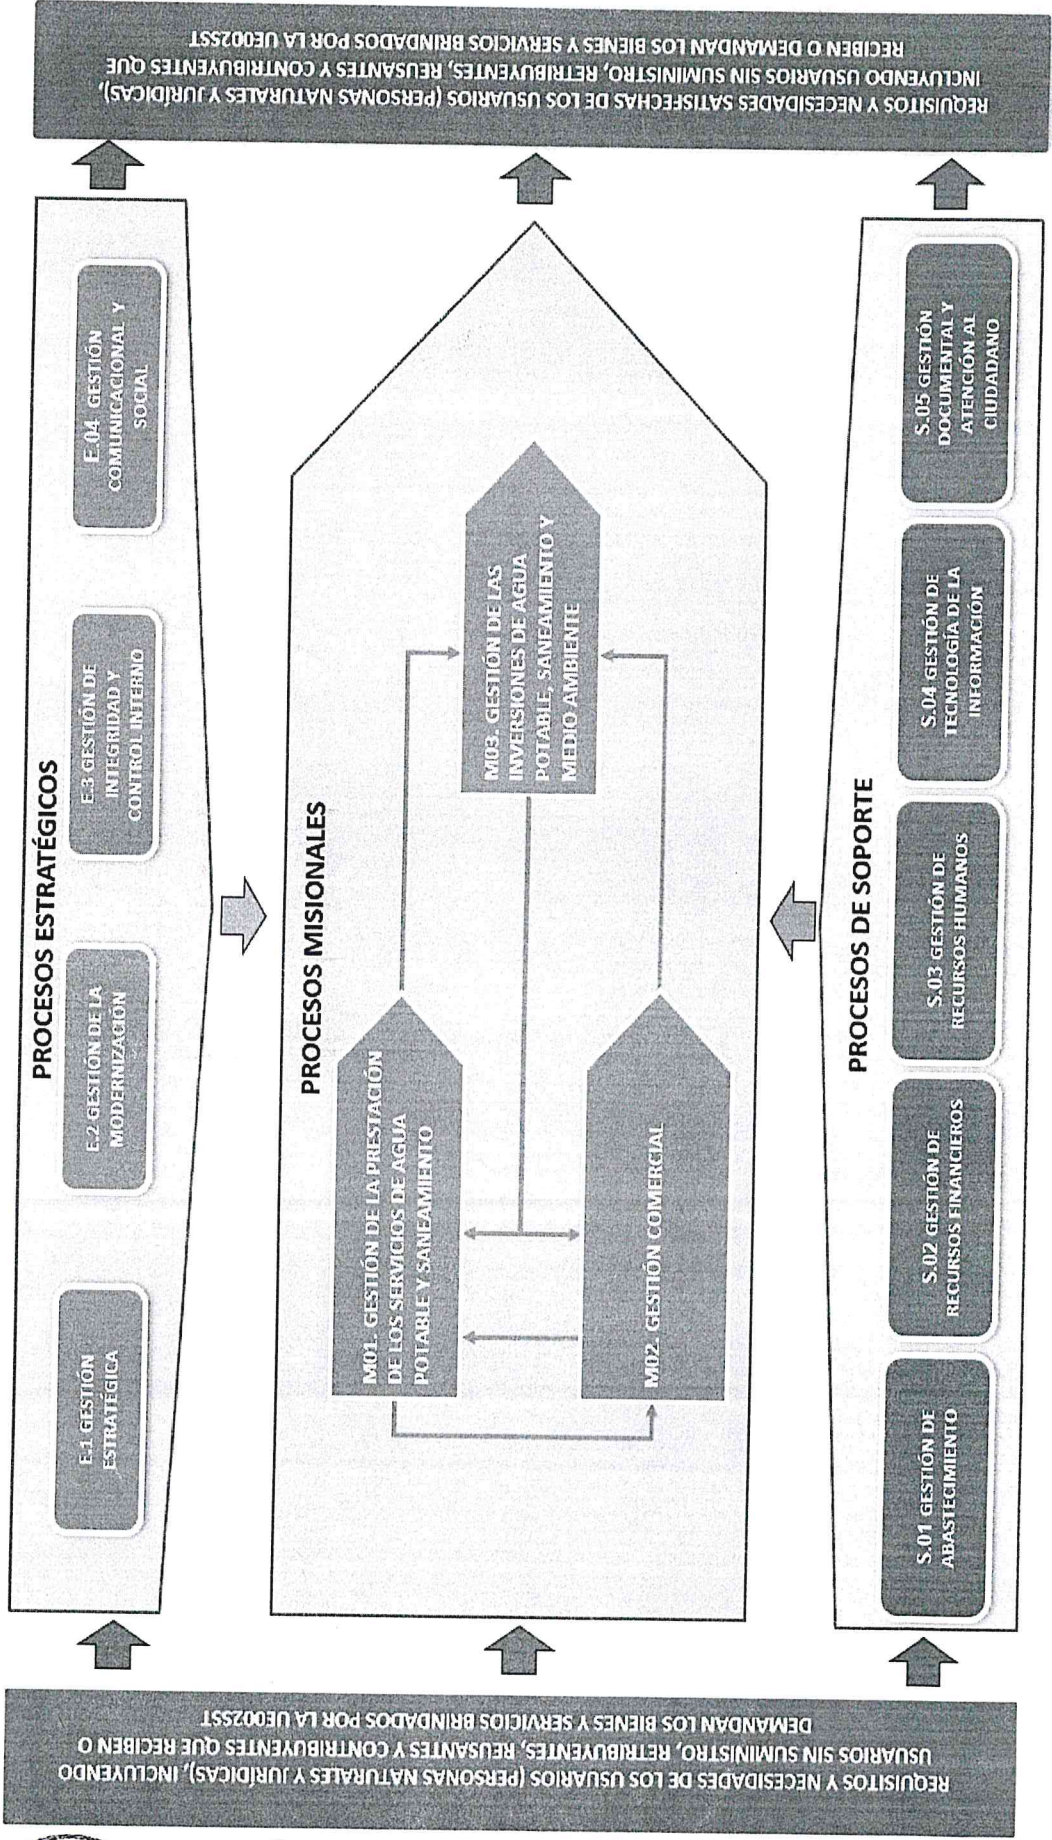 REQUISITOS Y NECESIDADES DE LOS USUARIOS (PERSONAS NATURALES Y JURÍDICAS), INCLUYENDO
USUARIOS SIN SUMINISTRO, RETRIBUYENTES, REUSANTES Y CONTRIBUYENTES QUE RECIBEN O
DEMANDAN LOS BIENES Y SERVICIOS BRINDADOS POR LA UE002SST
PROCESOS ESTRATÉGICOS
E.1 GESTIÓN
ESTRATEGICA
E.2 GESTIÓN DE LA
MODERNIZACIÓN
E.3 GESTIÓN DE
INTEGRIDAD Y
CONTROL INTERNO
E.04 GESTIÓN
COMUNICACIONAL Y
SOCIAL
PROCESOS MISIONALES
M01. GESTIÓN DE LA PRESTACIÓN
DE LOS SERVICIOS DE AGUA
POTABLE Y SANEAMIENTO
M02. GESTIÓN COMERCIAL
M03. GESTIÓN DE LAS
INVERSIONES DE AGUA
POTABLE, SANEAMIENTO Y
MEDIO AMBIENTE
PROCESOS DE SOPORTE
S.01 GESTIÓN DE
ABASTECIMIENTO
S.02 GESTIÓN DE
RECURSOS FINANCIEROS
S.03 GESTIÓN DE
RECURSOS HUMANOS
S.04 GESTIÓN DE
TECNOLOGÍA DE LA
INFORMACIÓN
S.05 GESTIÓN
DOCUMENTAL Y
ATENCIÓN AL
CIUDADANO
REQUISITOS Y NECESIDADES SATISFECHAS DE LOS USUARIOS (PERSONAS NATURALES Y JURÍDICAS),
INCLUYENDO USUARIOS SIN SUMINISTRO, RETRIBUYENTES, REUSANTES Y CONTRIBUYENTES QUE
RECIBEN O DEMANDAN LOS BIENES Y SERVICIOS BRINDADOS POR LA UE002SST